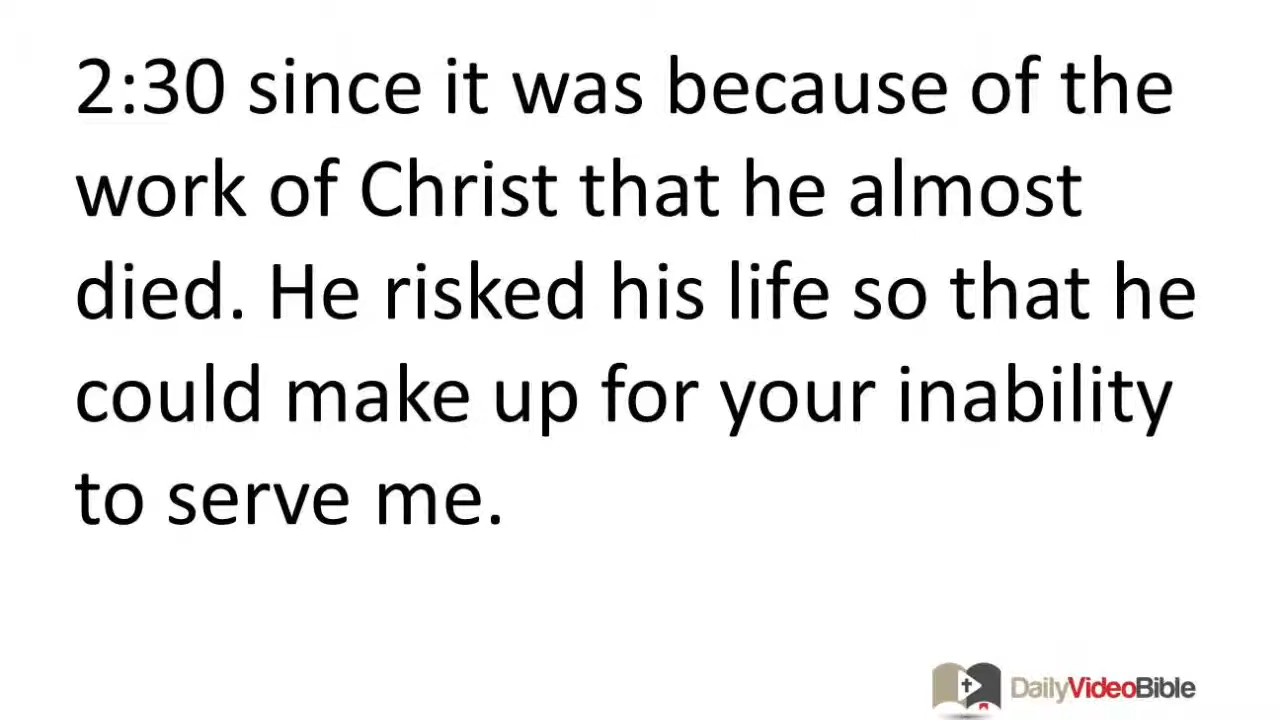 2:30 since it was because of the
work of Christ that he almost
died. He risked his life so that he
could make up for your inability
to serve me.
DailyVideoBible